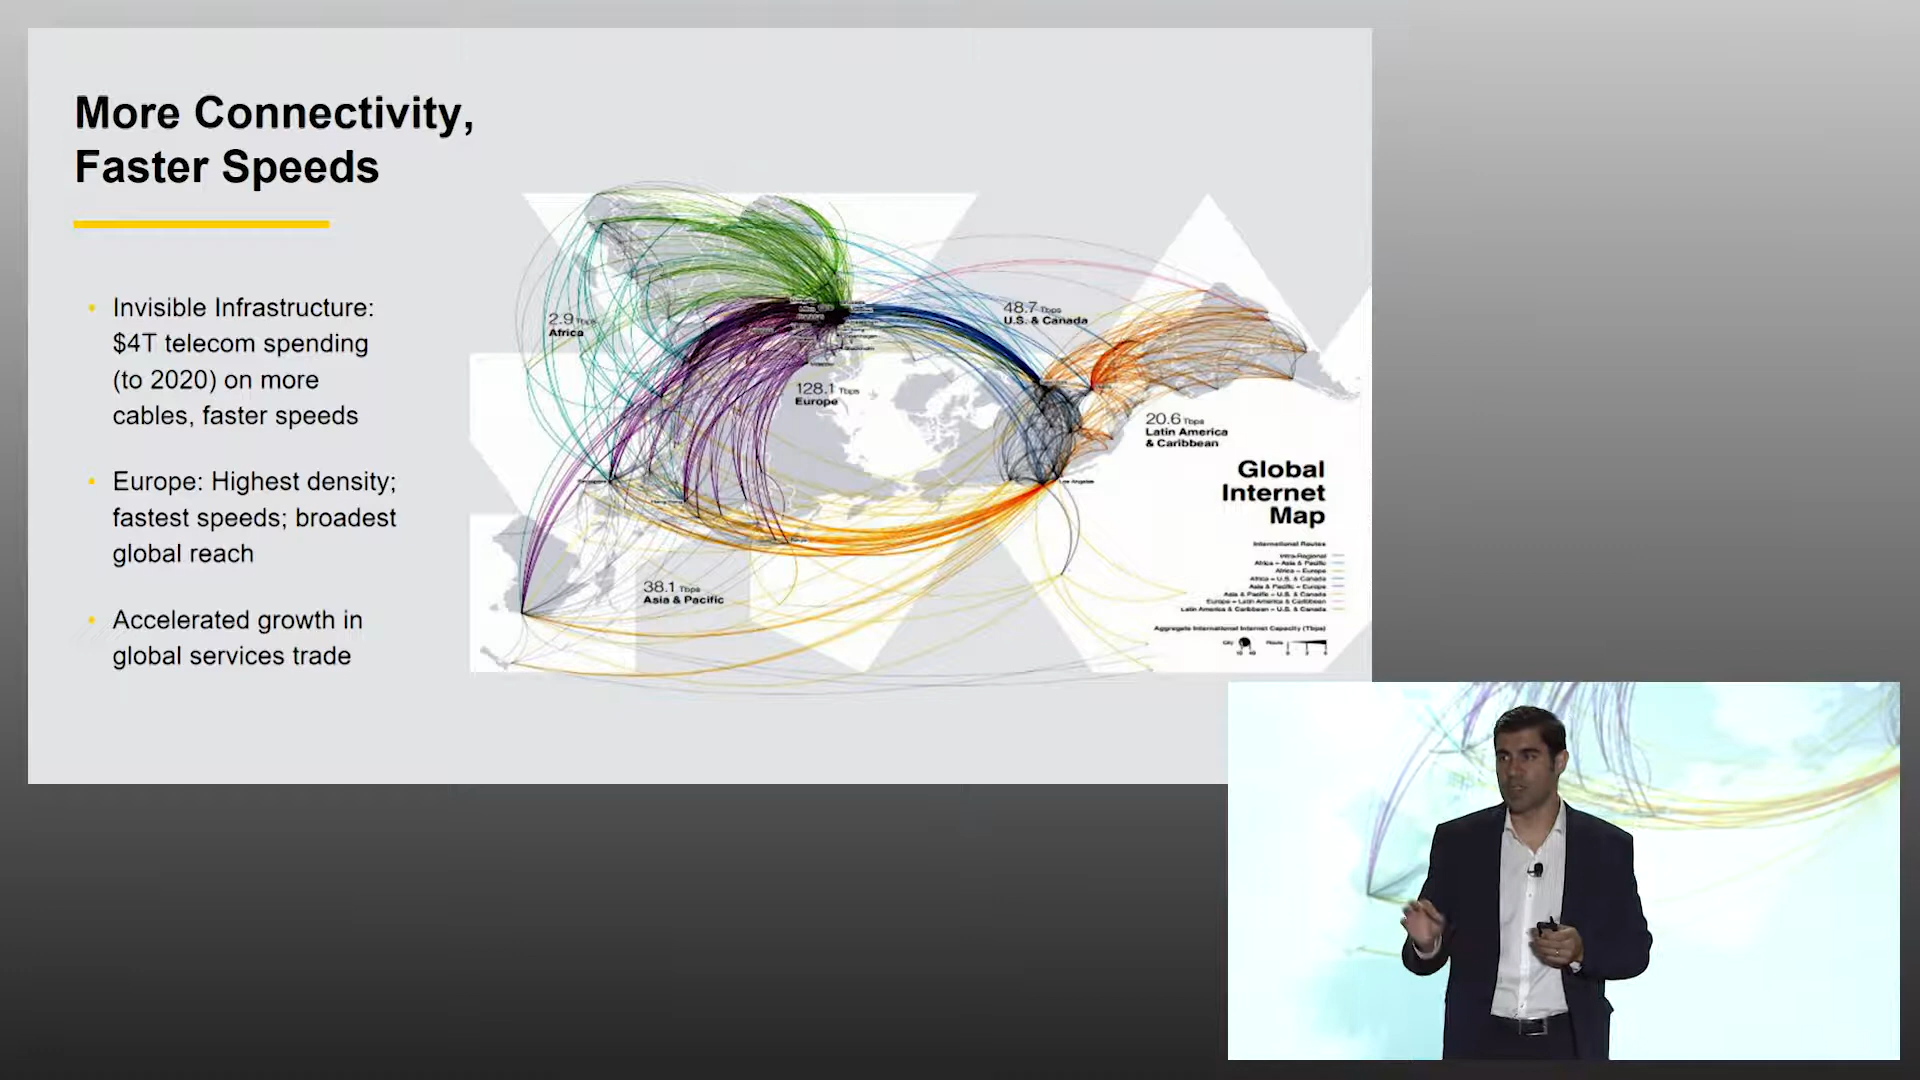 More Connectivity,
Faster Speeds
• Invisible Infrastructure:
$4T telecom spending
(to 2020) on more
cables, faster speeds
• Europe: Highest density;
fastest speeds; broadest
global reach
• Accelerated growth in
global services trade
2.9 Tbps
Africa
48.7 Tbps
U.S. & Canada
128.1 Tbps
Europe
20.6 Tbps
Latin America
& Caribbean
38.1 Tbps
Asia & Pacific
Los Angeles
Global
Internet
Map
International Routes
Intra-Regional
Africa – Asia & Pacific
Africa – Europe
Africa – U.S. & Canada
Asia & Pacific – Europe
Asia & Pacific – U.S. & Canada
Europe – Latin America & Caribbean
Latin America & Caribbean – U.S. & Canada
Aggregate International Internet Capacity (Tbps)
City
Route